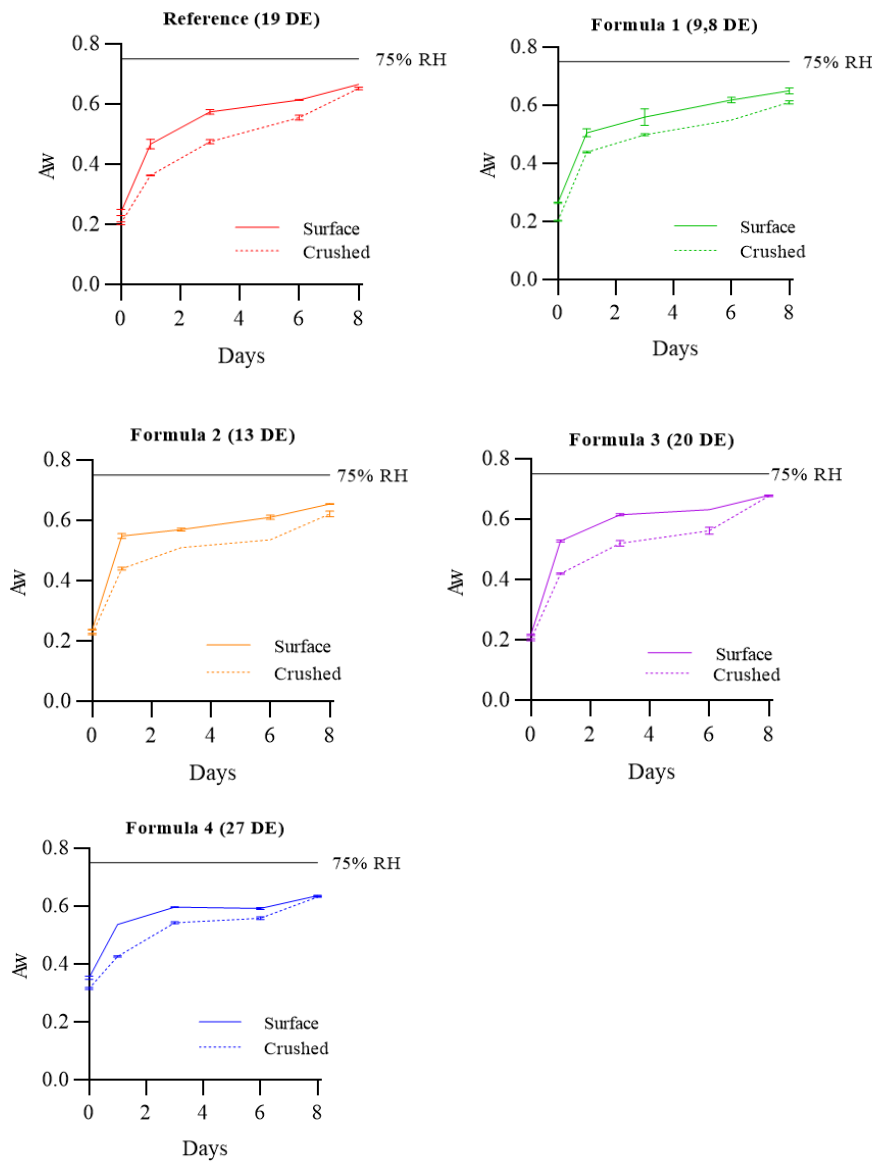 Reference (19 DE)
0.8
75% RH
0.6
Aw
0.4
0.2
Surface
Crushed
0.0
0 2 4 6 8
Days
Formula 1 (9,8 DE)
0.8
75% RH
0.6
Aw
0.4
0.2
Surface
Crushed
0.0
0 2 4 6 8
Days
Formula 2 (13 DE)
0.8
75% RH
0.6
Aw
0.4
0.2
Surface
Crushed
0.0
0 2 4 6 8
Days
Formula 3 (20 DE)
0.8
75% RH
0.6
Aw
0.4
0.2
Surface
Crushed
0.0
0 2 4 6 8
Days
Formula 4 (27 DE)
0.8
75% RH
0.6
Aw
0.4
0.2
Surface
Crushed
0.0
0 2 4 6 8
Days